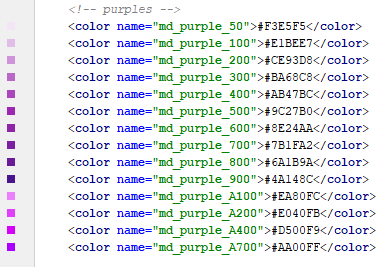 <!-- purples -->
<color name="md_purple_50">#F3E5F5</color>
<color name="md_purple_100">#E1BEE7</color>
<color name="md_purple_200">#CE93D8</color>
<color name="md_purple_300">#BA68C8</color>
<color name="md_purple_400">#AB47BC</color>
<color name="md_purple_500">#9C27B0</color>
<color name="md_purple_600">#8E24AA</color>
<color name="md_purple_700">#7B1FA2</color>
<color name="md_purple_800">#6A1B9A</color>
<color name="md_purple_900">#4A148C</color>
<color name="md_purple_A100">#EA80FC</color>
<color name="md_purple_A200">#E040FB</color>
<color name="md_purple_A400">#D500F9</color>
<color name="md_purple_A700">#AA00FF</color>